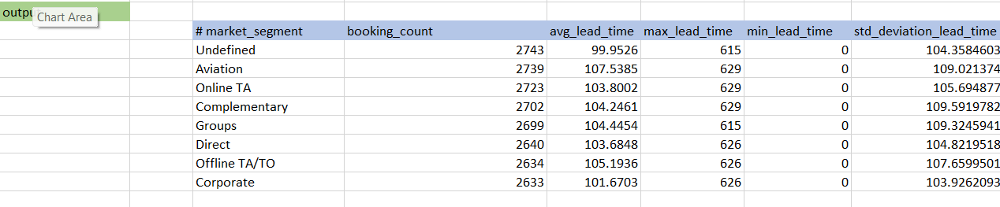 output
Chart Area
# market_segment booking_count avg_lead_time max_lead_time min_lead_time std_deviation_lead_time
Undefined 2743 99.9526 615 0 104.3584603
Aviation 2739 107.5385 629 0 109.021374
Online TA 2723 103.8002 629 0 105.694877
Complementary 2702 104.2461 629 0 109.5919782
Groups 2699 104.4454 615 0 109.3245941
Direct 2640 103.6848 626 0 104.8219518
Offline TA/TO 2634 105.1936 626 0 107.6599501
Corporate 2633 101.6703 626 0 103.9262093